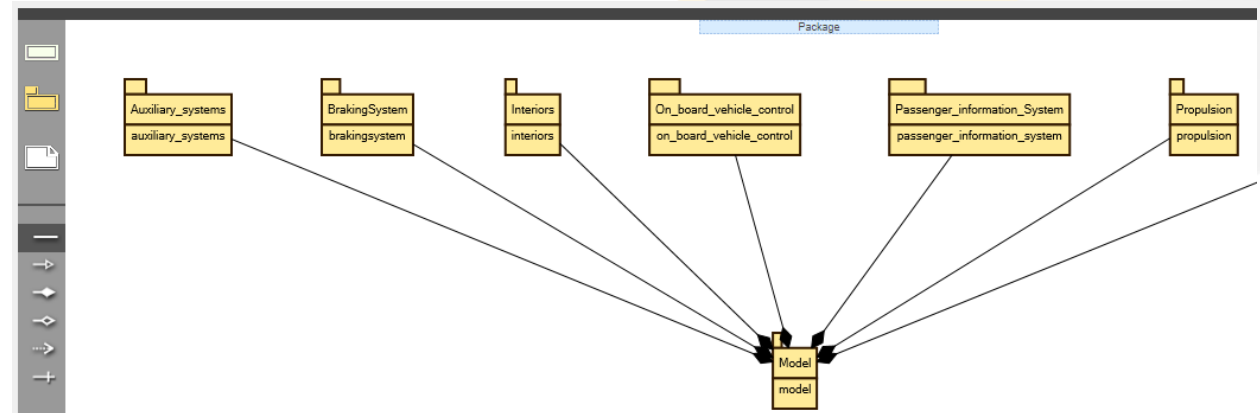 Package
Auxiliary_systems
auxiliary_systems
BrakingSystem
brakingsystem
Interiors
interiors
On_board_vehicle_control
on_board_vehicle_control
Passenger_information_System
passenger_information_system
Propulsion
propulsion
Model
model